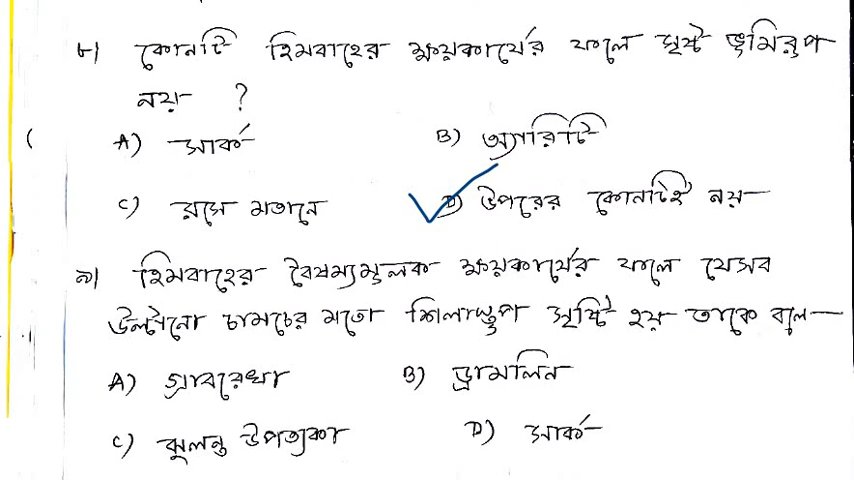 ৮। কোনটি হিমবাহের ক্ষয়কার্যের ফলে সৃষ্ট ভূমিরুপ
নয় ?
A) সার্ক B) অ্যারিটি
C) রসে মতানে D) উপরের কোনটিই নয়
৯। হিমবাহের বৈষম্যমূলক ক্ষয়কার্যের ফলে যেসব
উল্টানো চামচের মতো শিলাস্তুপ সৃষ্টি হয় তাকে বলে—
A) গ্রাবরেখা B) ড্রামলিন
C) ঝুলন্ত উপত্যকা D) সার্ক